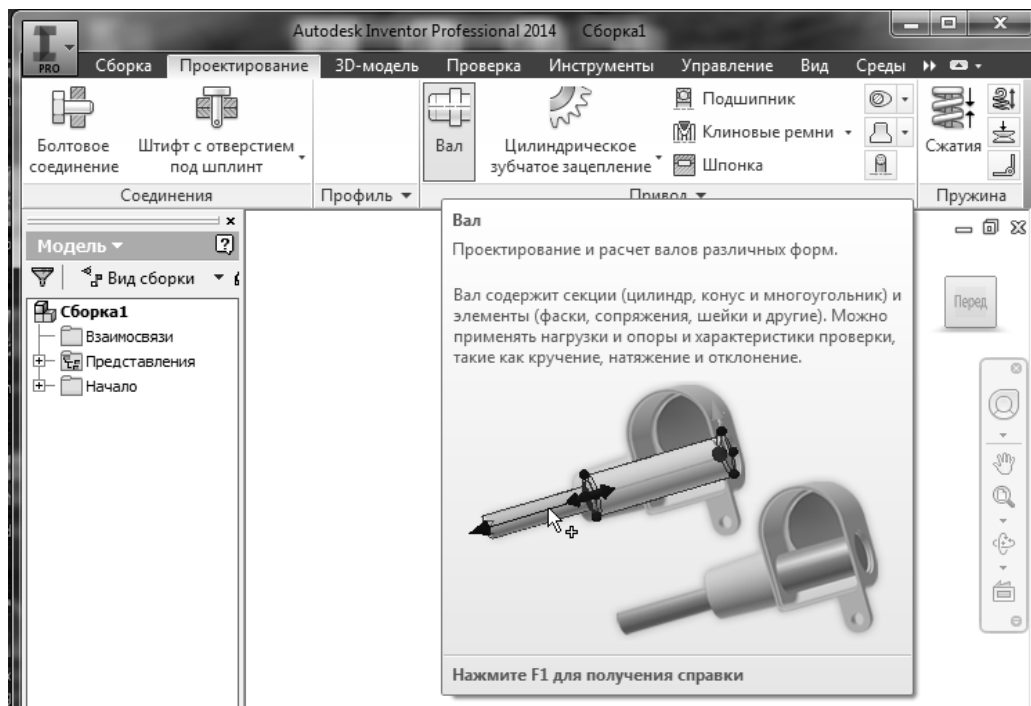 Autodesk Inventor Professional 2014 Сборка1
PRO
Сборка Проектирование 3D-модель Проверка Инструменты Управление Вид Среды
Болтовое соединение
Штифт с отверстием под шплинт
Вал
Цилиндрическое зубчатое зацепление
Подшипник
Клиновые ремни
Шпонка
Сжатия
Соединения Профиль Привод Пружина
Модель
Вид сборки
Сборка1
Взаимосвязи
Представления
Начало
Вал
Проектирование и расчет валов различных форм.
Вал содержит секции (цилиндр, конус и многоугольник) и
элементы (фаски, сопряжения, шейки и другие). Можно
применять нагрузки и опоры и характеристики проверки,
такие как кручение, натяжение и отклонение.
Нажмите F1 для получения справки
Перед